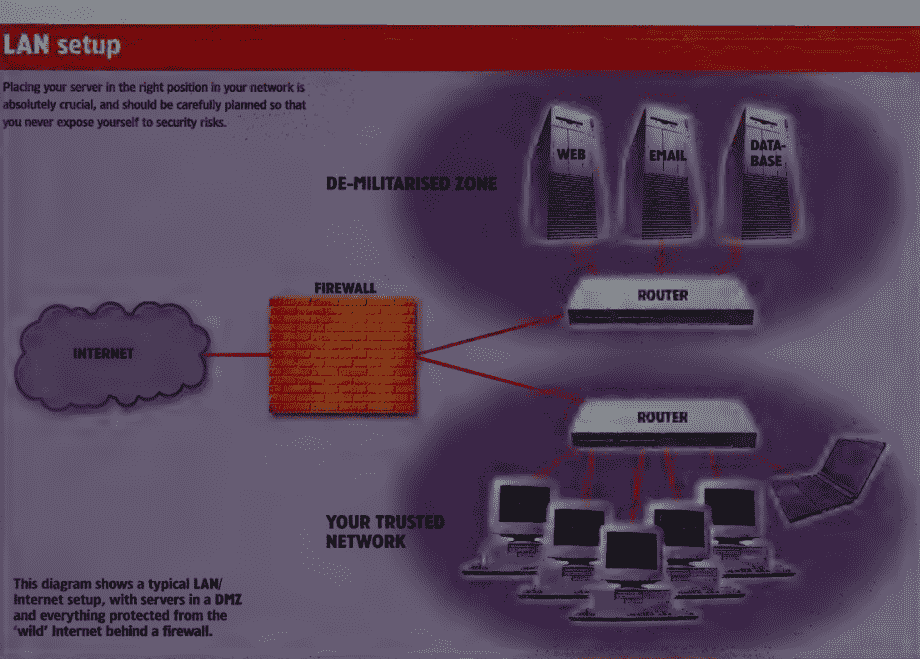 LAN setup
Placing your server in the right position in your network is
absolutely crucial, and should be carefully planned so that
you never expose yourself to security risks.
WEB
EMAIL
DATA-
BASE
DE-MILITARISED ZONE
FIREWALL
ROUTER
INTERNET
ROUTER
YOUR TRUSTED
NETWORK
This diagram shows a typical LAN/
Internet setup, with servers in a DMZ
and everything protected from the
'wild' Internet behind a firewall.